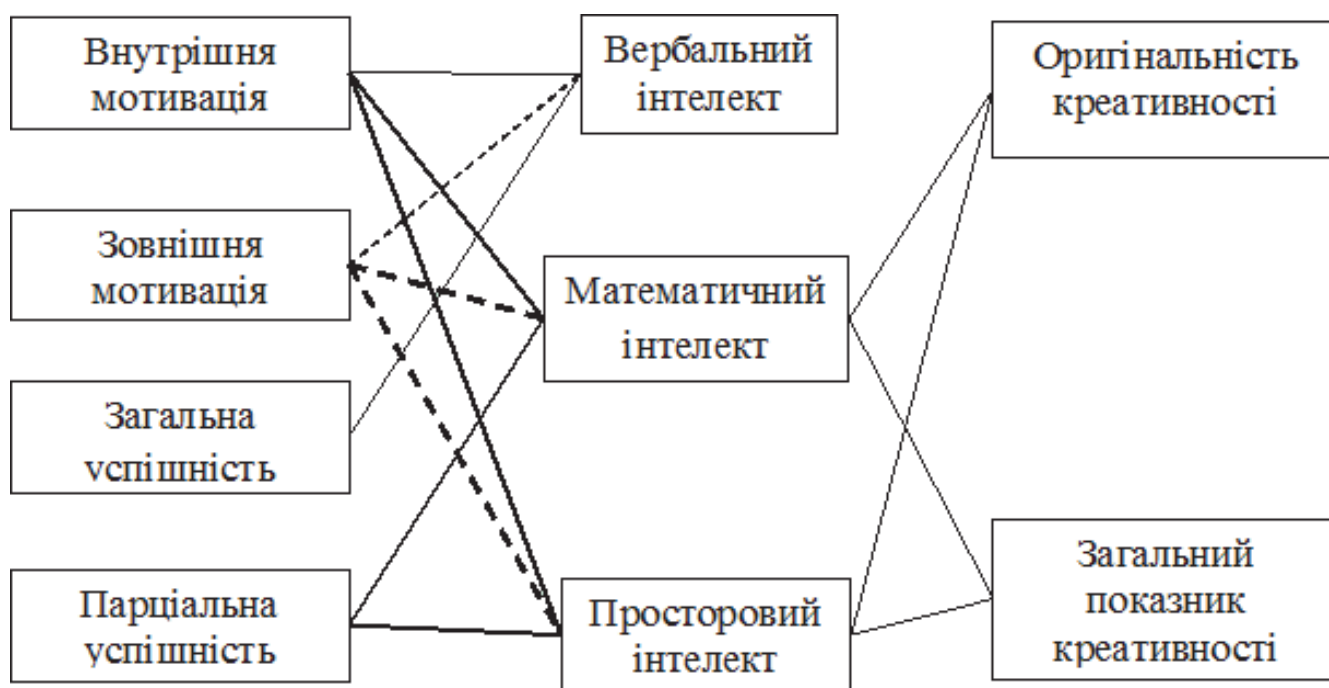 Внутрішня
мотивація
Зовнішня
мотивація
Загальна
успішність
Парціальна
успішність
Вербальний
інтелект
Математичний
інтелект
Просторовий
інтелект
Оригінальність
креативності
Загальний
показник
креативності